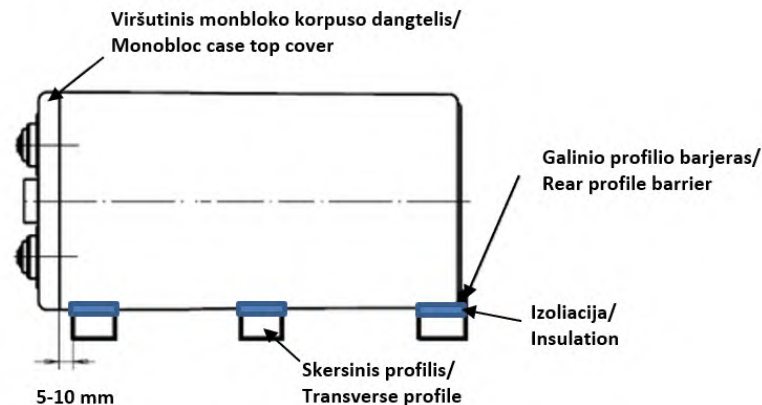 Viršutinis monbloko korpuso dangtelis/
Monobloc case top cover
Galinio profilio barjeras/
Rear profile barrier
Izoliacija/
Insulation
Skersinis profilis/
Transverse profile
5-10 mm